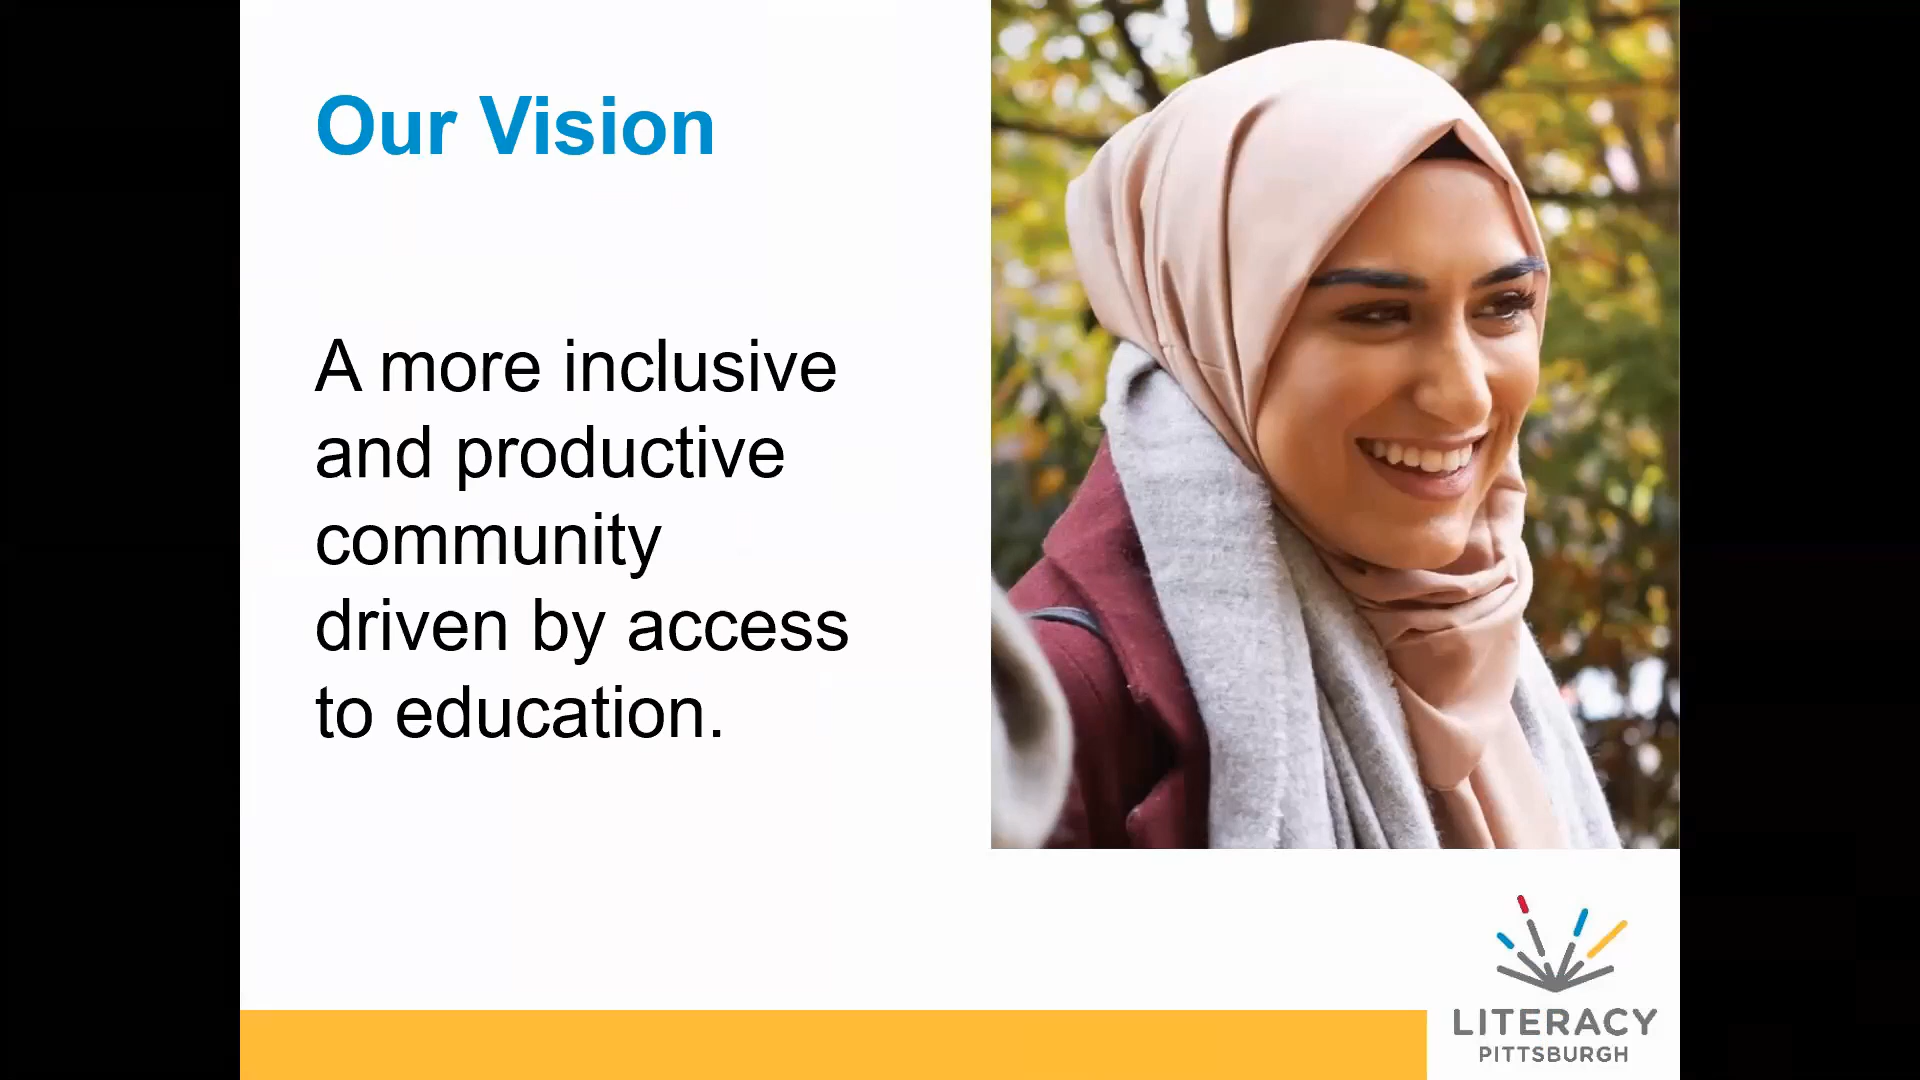 Our Vision
A more inclusive
and productive
community
driven by access
to education.
LITERACY
PITTSBURGH